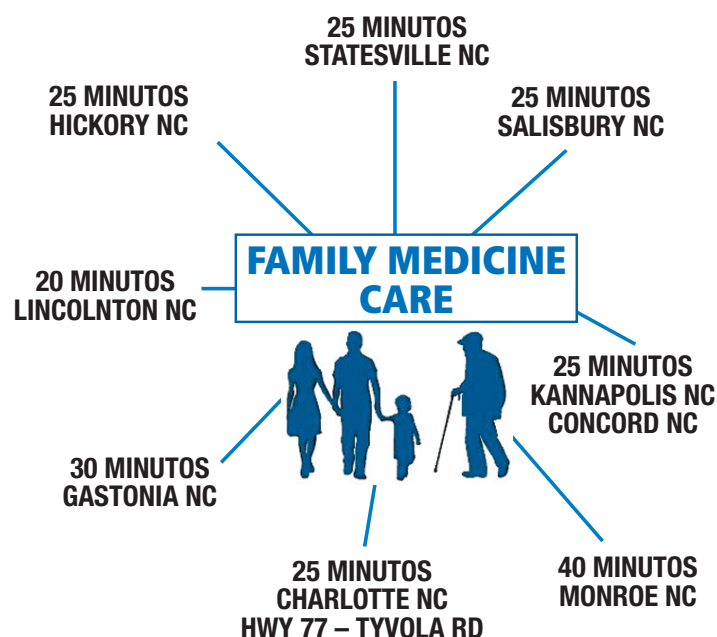 25 MINUTOS
STATESVILLE NC
25 MINUTOS
HICKORY NC
25 MINUTOS
SALISBURY NC
FAMILY MEDICINE
CARE
20 MINUTOS
LINCOLNTON NC
25 MINUTOS
KANNAPOLIS NC
CONCORD NC
30 MINUTOS
GASTONIA NC
25 MINUTOS
CHARLOTTE NC
HWY 77 – TYVOLA RD
40 MINUTOS
MONROE NC